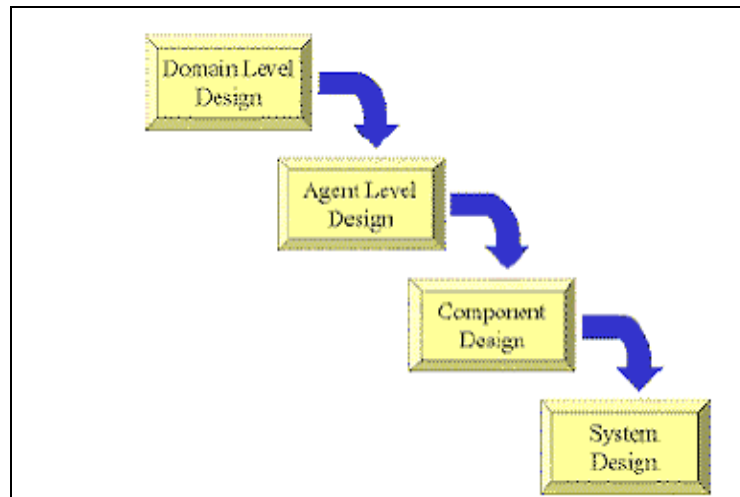 Domain Level
Design
Agent Level
Design
Component
Design
System
Design